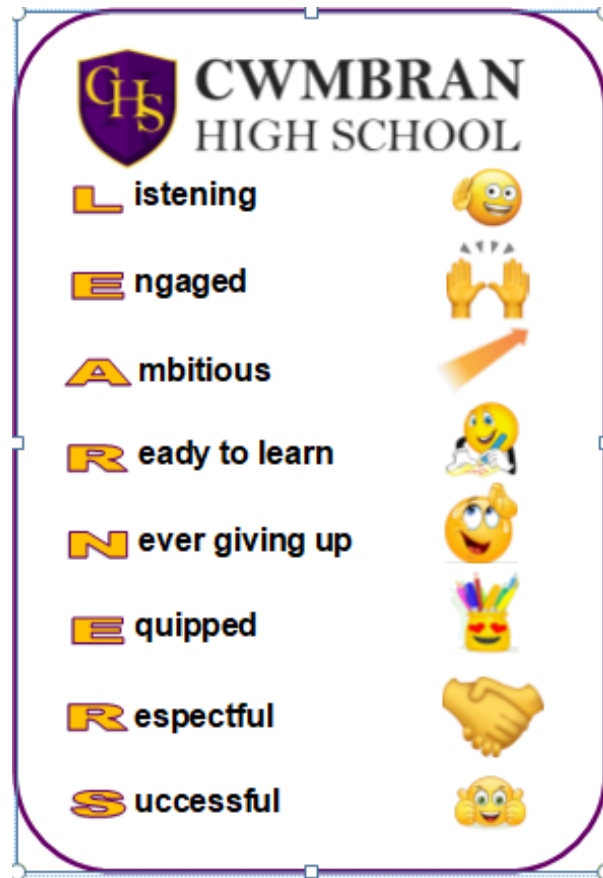 CHS
CWMBRAN
HIGH SCHOOL
Listening
Engaged
Ambitious
Ready to learn
Never giving up
Equipped
Respectful
Successful